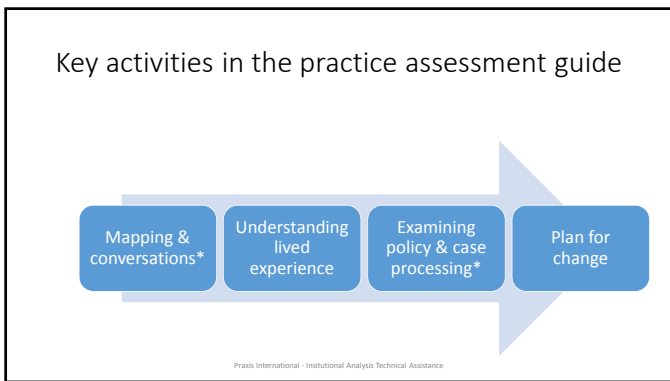 Key activities in the practice assessment guide
Mapping &
conversations*
Understanding
lived
experience
Examining
policy & case
processing*
Plan for
change
Praxis International - Insitutional Analysis Technical Assistance